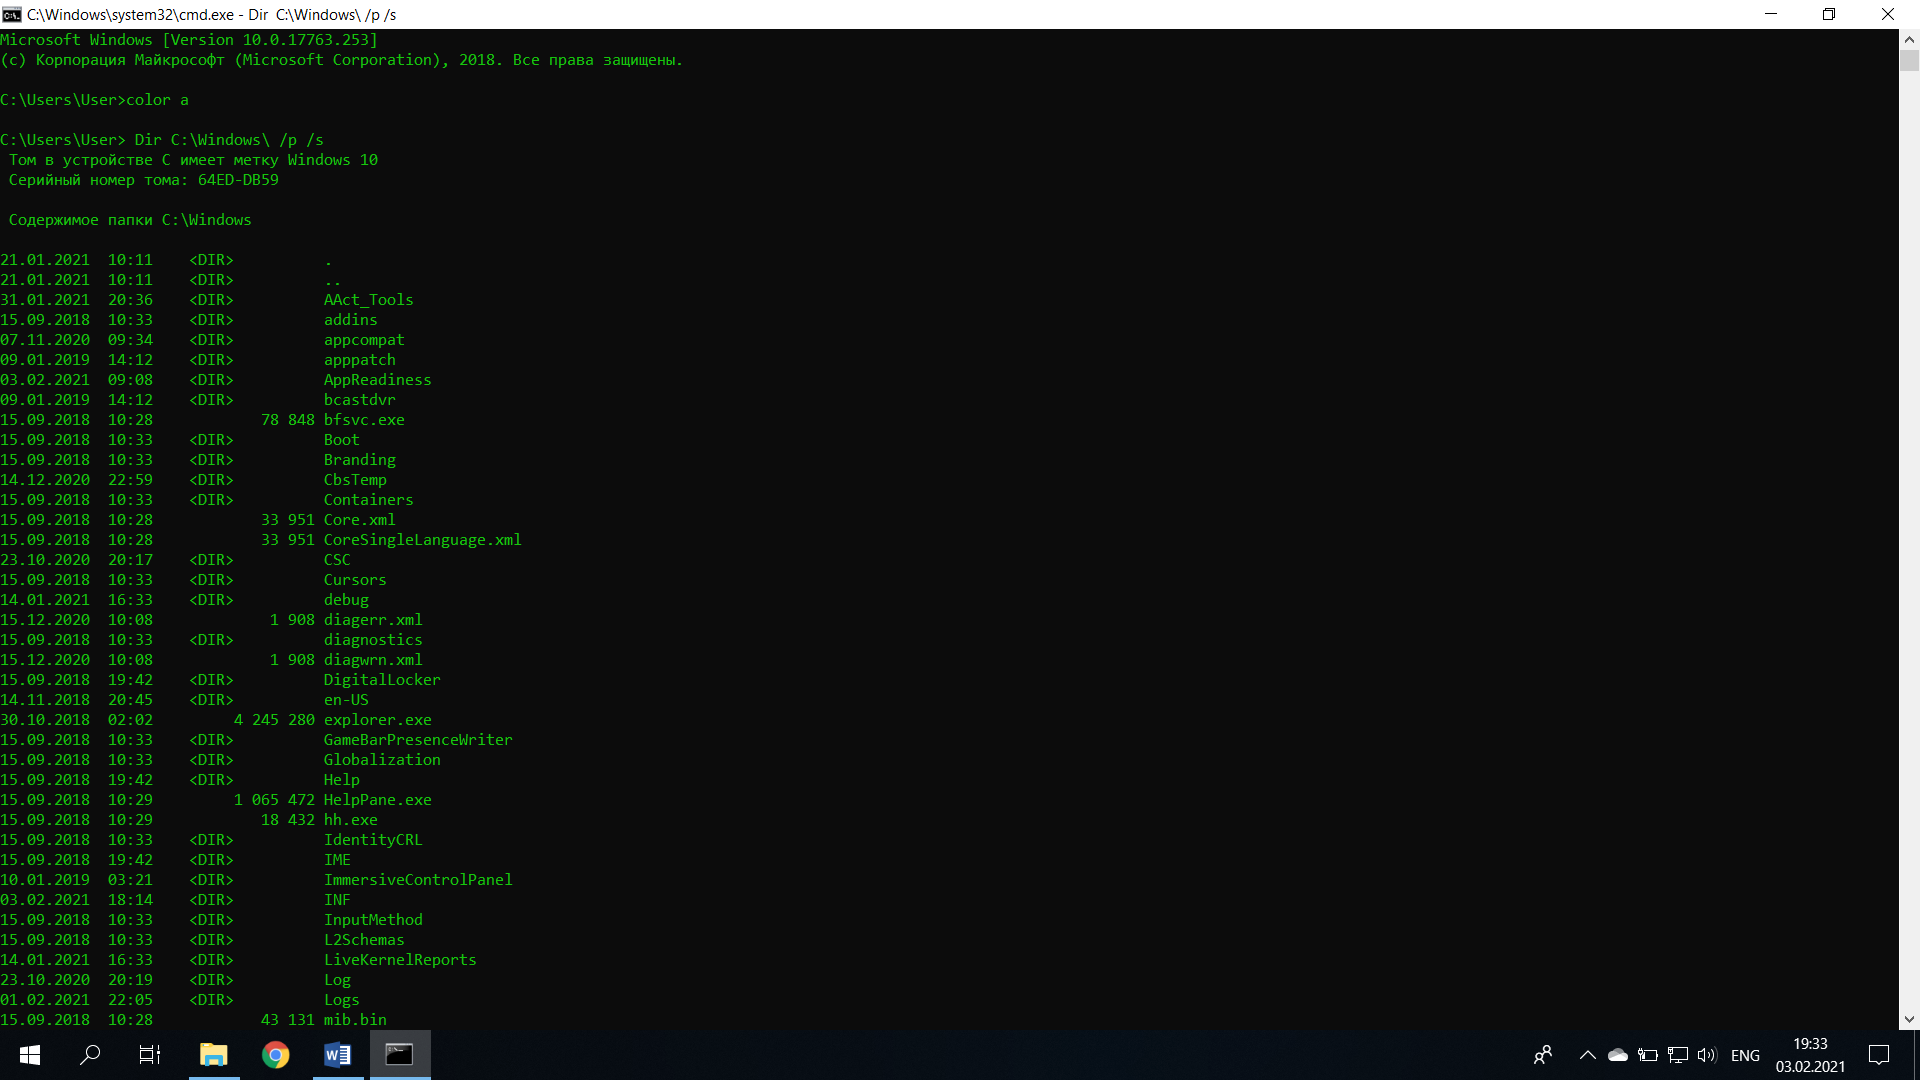 C:\Windows\system32\cmd.exe - Dir  C:\Windows\ /p /s
Microsoft Windows [Version 10.0.17763.253]
(c) Корпорация Майкрософт (Microsoft Corporation), 2018. Все права защищены.
C:\Users\User>color a
C:\Users\User> Dir C:\Windows\ /p /s
Том в устройстве C имеет метку Windows 10
Серийный номер тома: 64ED-DB59
Содержимое папки C:\Windows
21.01.2021  10:11    <DIR>          .
21.01.2021  10:11    <DIR>          ..
31.01.2021  20:36    <DIR>          AAct_Tools
15.09.2018  10:33    <DIR>          addins
07.11.2020  09:34    <DIR>          appcompat
09.01.2019  14:12    <DIR>          apppatch
03.02.2021  09:08    <DIR>          AppReadiness
09.01.2019  14:12    <DIR>          bcastdvr
15.09.2018  10:28            78 848 bfsvc.exe
15.09.2018  10:33    <DIR>          Boot
15.09.2018  10:33    <DIR>          Branding
14.12.2020  22:59    <DIR>          CbsTemp
15.09.2018  10:33    <DIR>          Containers
15.09.2018  10:28            33 951 Core.xml
15.09.2018  10:28            33 951 CoreSingleLanguage.xml
23.10.2020  20:17    <DIR>          CSC
15.09.2018  10:33    <DIR>          Cursors
14.01.2021  16:33    <DIR>          debug
15.12.2020  10:08             1 908 diagerr.xml
15.09.2018  10:33    <DIR>          diagnostics
15.12.2020  10:08             1 908 diagwrn.xml
15.09.2018  19:42    <DIR>          DigitalLocker
14.11.2018  20:45    <DIR>          en-US
30.10.2018  02:02         4 245 280 explorer.exe
15.09.2018  10:33    <DIR>          GameBarPresenceWriter
15.09.2018  10:33    <DIR>          Globalization
15.09.2018  19:42    <DIR>          Help
15.09.2018  10:29         1 065 472 HelpPane.exe
15.09.2018  10:29            18 432 hh.exe
15.09.2018  10:33    <DIR>          IdentityCRL
15.09.2018  19:42    <DIR>          IME
10.01.2019  03:21    <DIR>          ImmersiveControlPanel
03.02.2021  18:14    <DIR>          INF
15.09.2018  10:33    <DIR>          InputMethod
15.09.2018  10:33    <DIR>          L2Schemas
14.01.2021  16:33    <DIR>          LiveKernelReports
23.10.2020  20:19    <DIR>          Log
01.02.2021  22:05    <DIR>          Logs
15.09.2018  10:28            43 131 mib.bin
ENG
19:33
03.02.2021